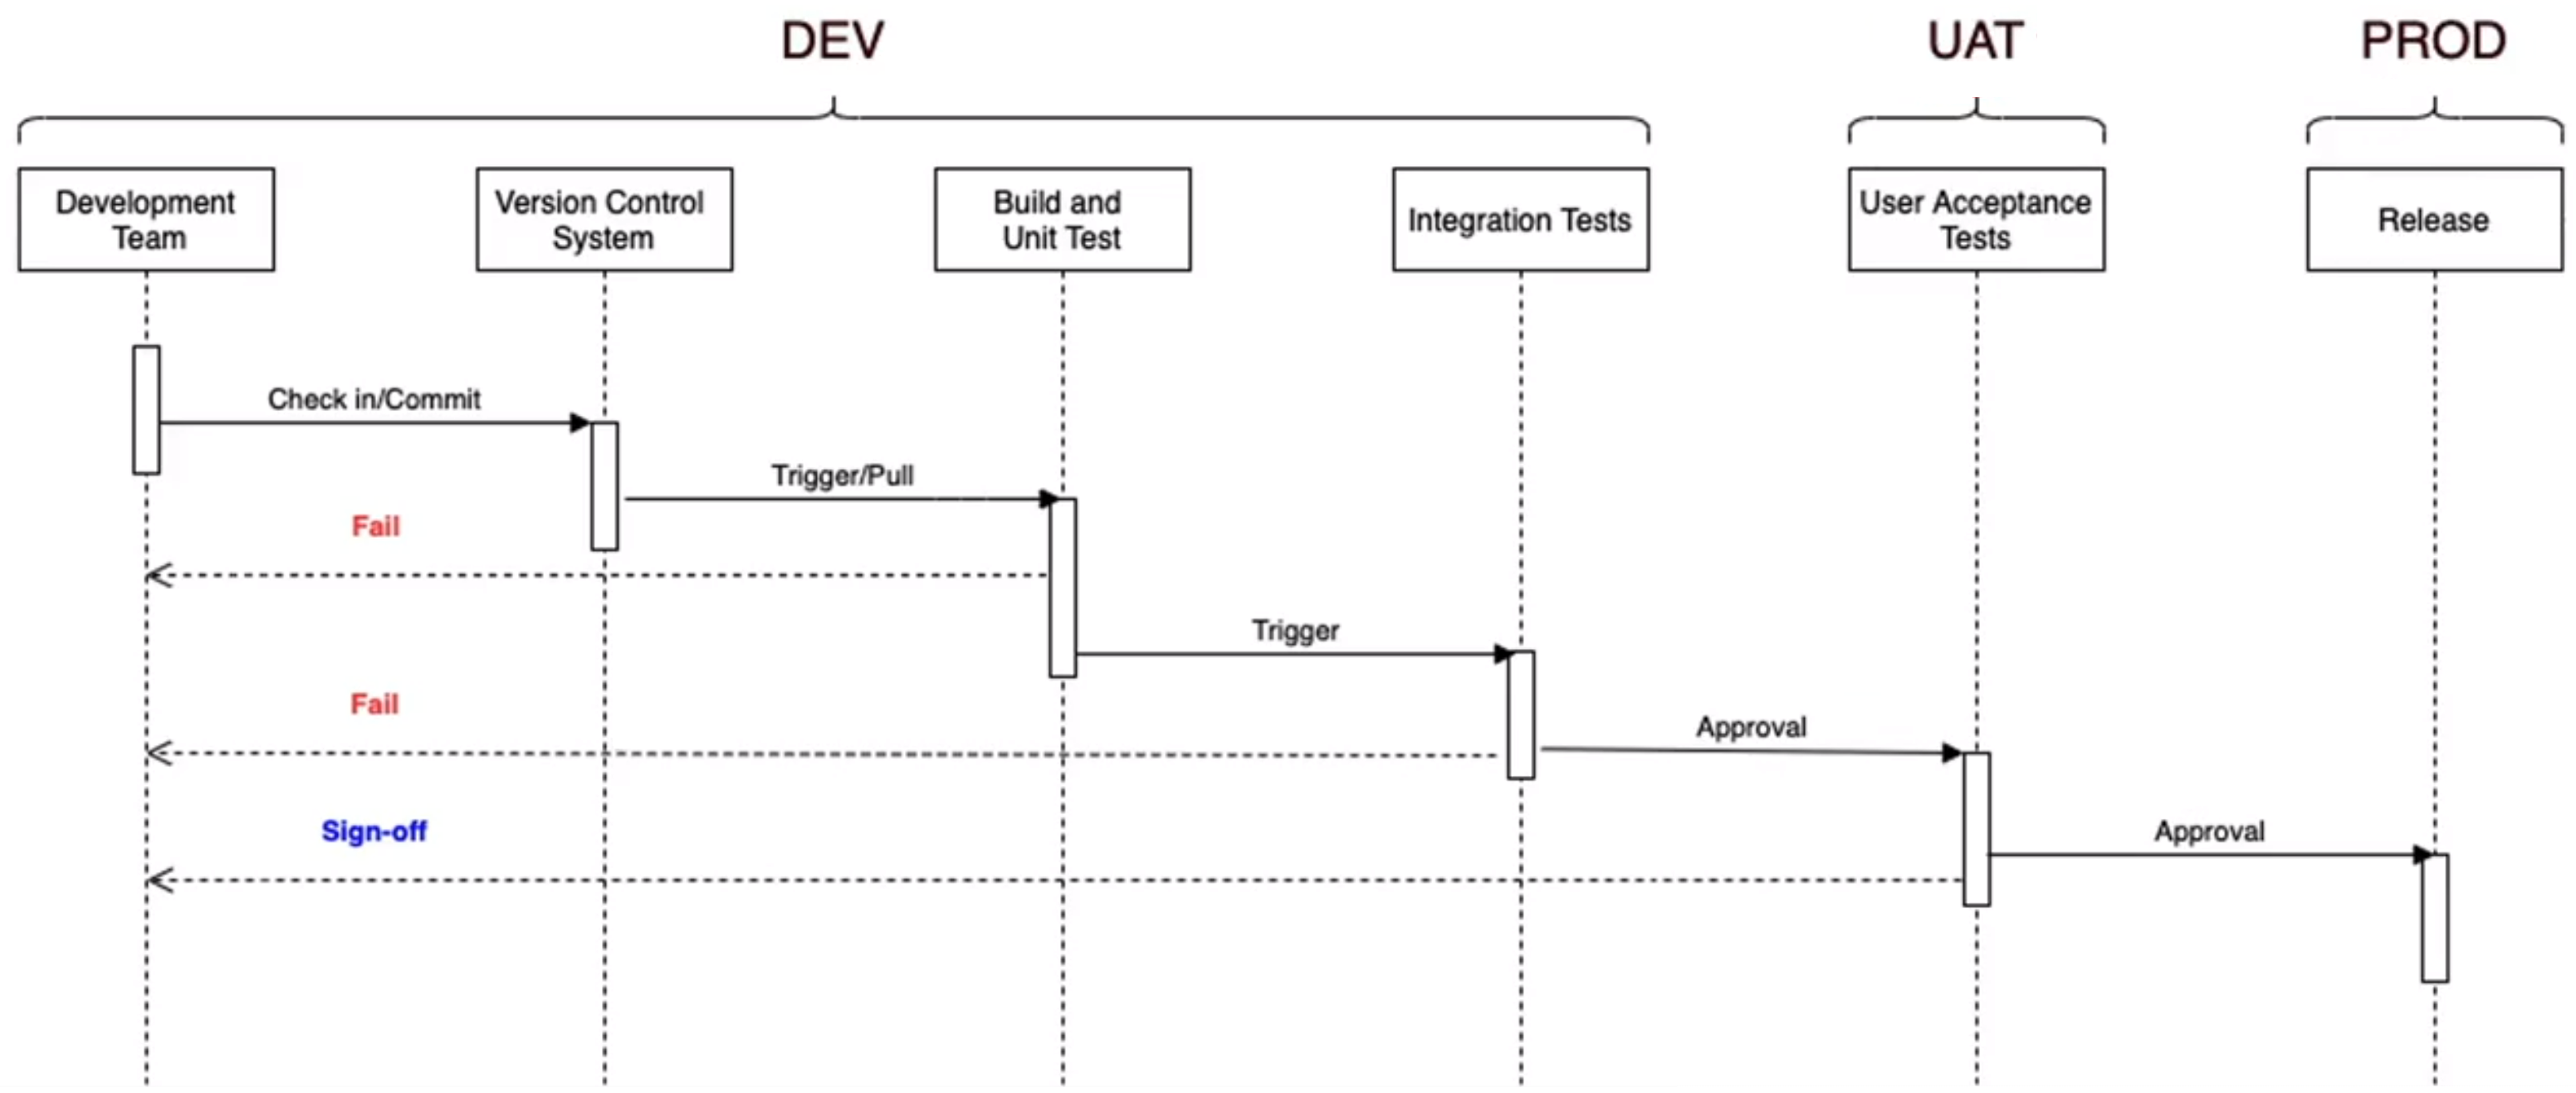 DEV
UAT
PROD
Development
Team
Version Control
System
Build and
Unit Test
Integration Tests
User Acceptance
Tests
Release
Check in/Commit
Trigger/Pull
Fail
Trigger
Fail
Approval
Sign-off
Approval